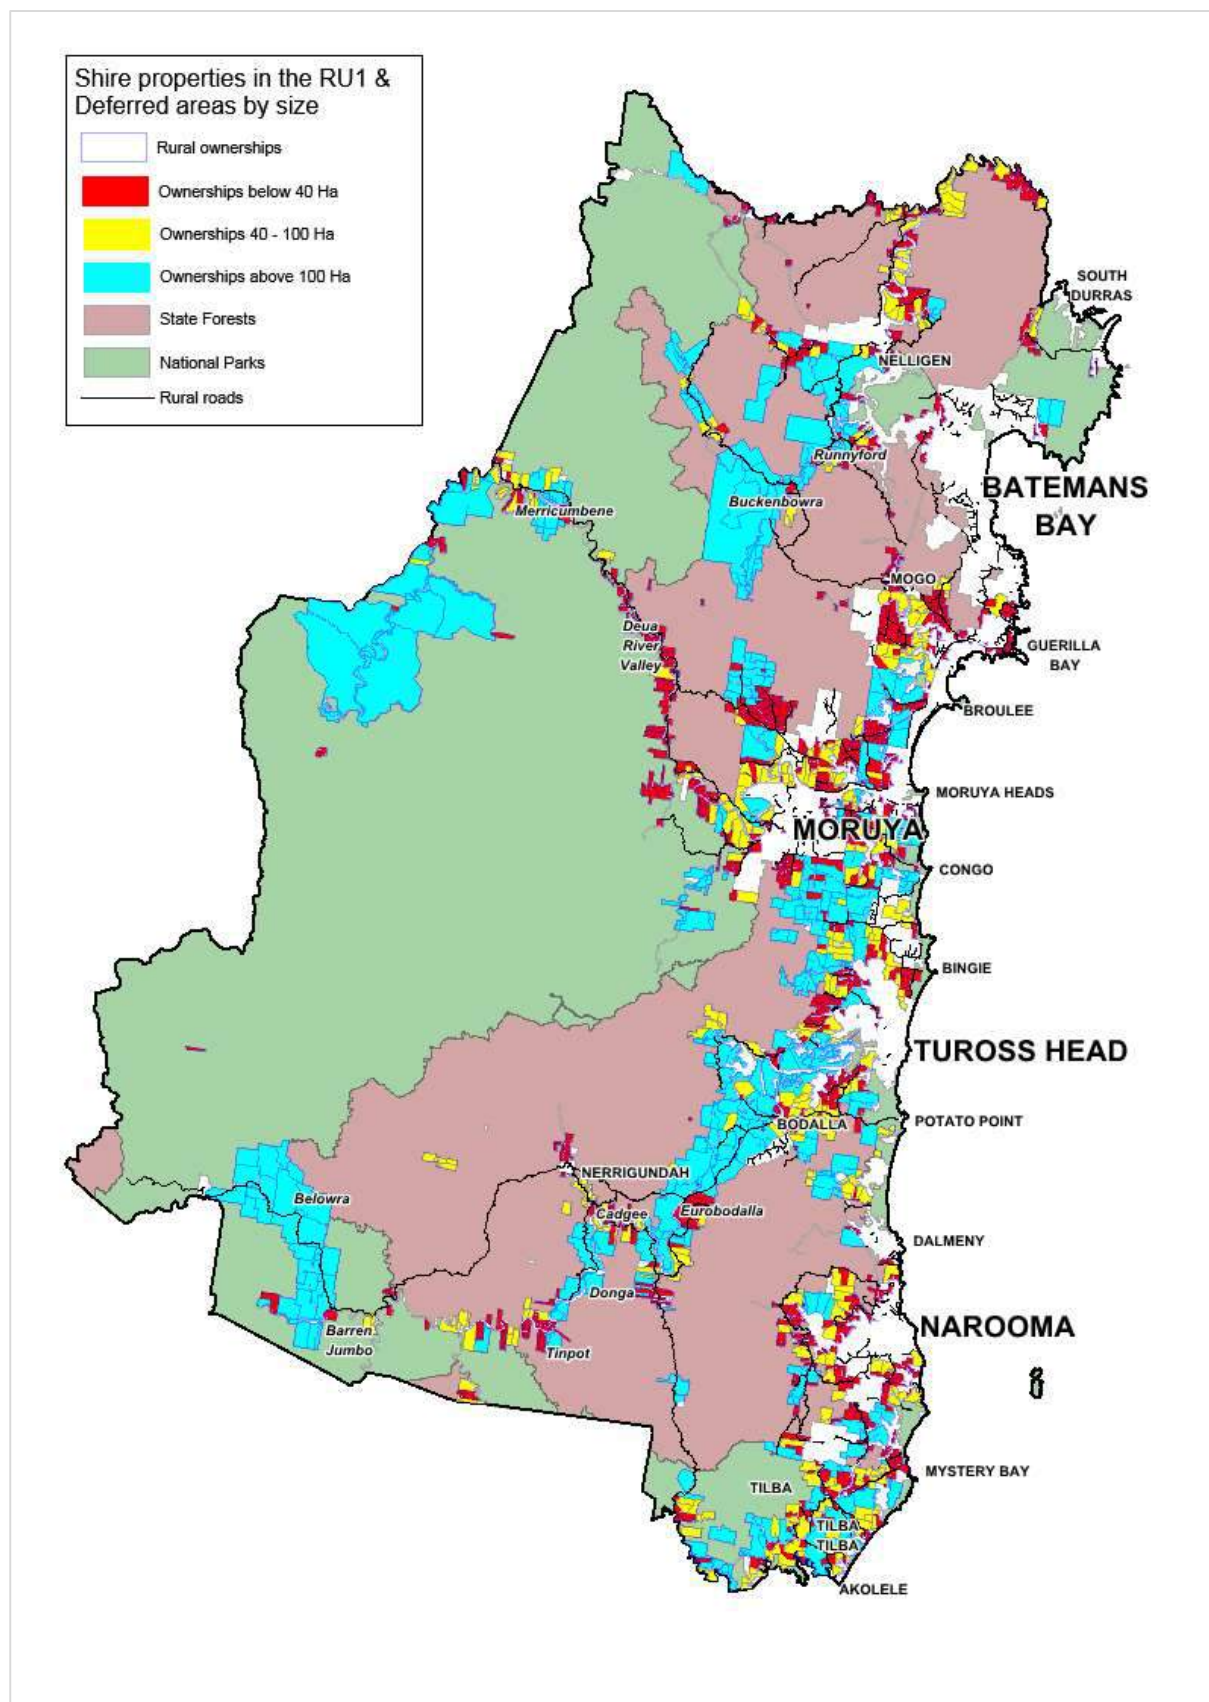 Shire properties in the RU1 &
Deferred areas by size
Rural ownerships
Ownerships below 40 Ha
Ownerships 40 - 100 Ha
Ownerships above 100 Ha
State Forests
National Parks
Rural roads
SOUTH
DURRAS
NELLIGEN
Runnyford
BATEMANS
BAY
Buckenbowra
Merricumbene
MOGO
Deua
River
Valley
GUERILLA
BAY
BROULEE
MORUYA HEADS
MORUYA
CONGO
BINGIE
TUROSS HEAD
BODALLA
POTATO POINT
NERRIGUNDAH
Belowra
Cadgee
Eurobodalla
DALMENY
Donga
NAROOMA
Barren
Jumbo
Tinpot
MYSTERY BAY
TILBA
TILBA
TILBA
AKOLELE